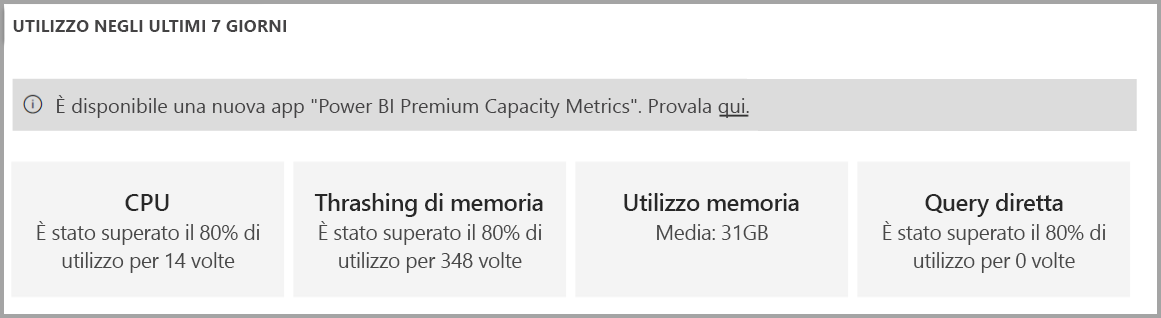 UTILIZZO NEGLI ULTIMI 7 GIORNI
È disponibile una nuova app "Power BI Premium Capacity Metrics". Provala qui.
CPU
È stato superato il 80% di
utilizzo per 14 volte
Thrashing di memoria
È stato superato il 80% di
utilizzo per 348 volte
Utilizzo memoria
Media: 31GB
Query diretta
È stato superato il 80% di
utilizzo per 0 volte